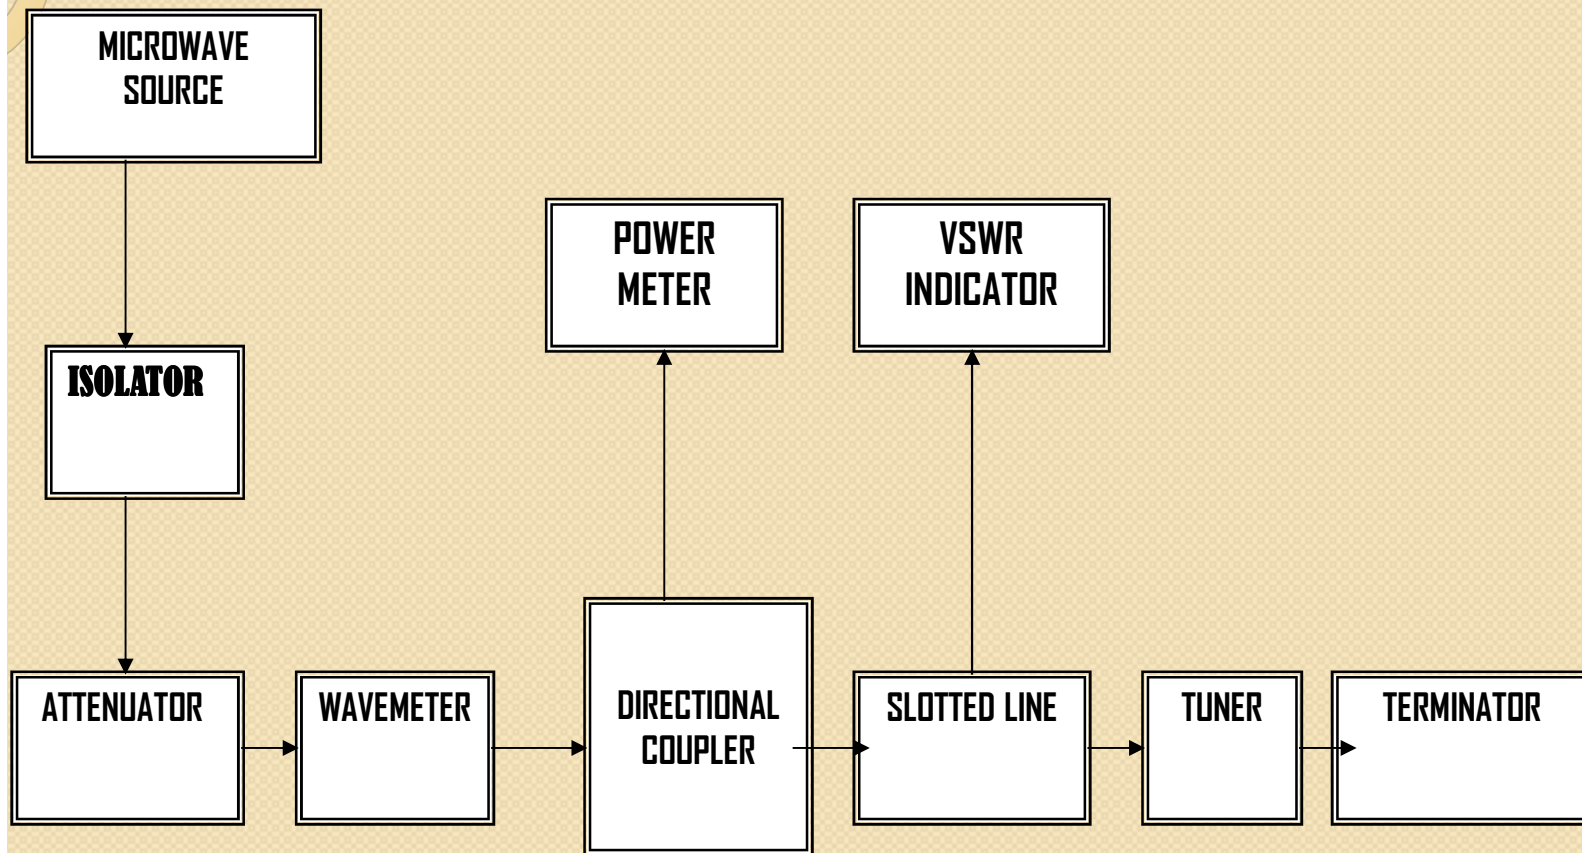 MICROWAVE
SOURCE
POWER
METER
VSWR
INDICATOR
ISOLATOR
ATTENUATOR
WAVEMETER
DIRECTIONAL
COUPLER
SLOTTED LINE
TUNER
TERMINATOR